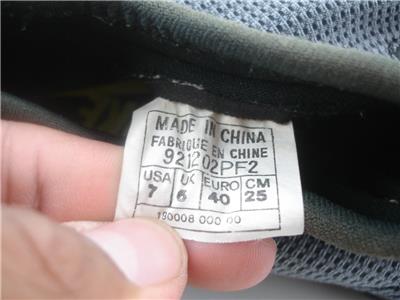 MADE IN CHINA
FABRIQUE EN CHINE
921202PF2
USA UK EURO CM
7 6 40 25
190008 000 00